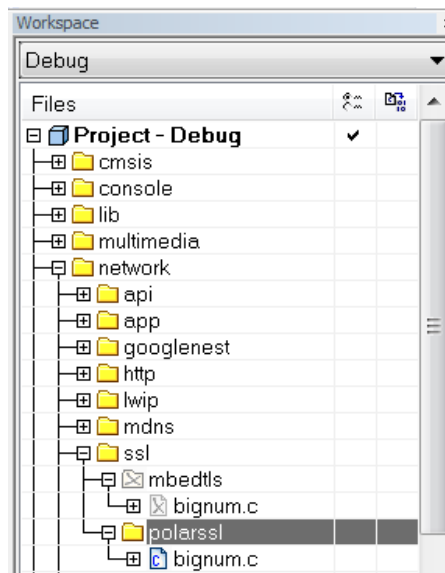 Workspace
Debug
Files
Project - Debug
cmsis
console
lib
multimedia
network
api
app
googlenest
http
lwip
mdns
ssl
mbedtls
bignum.c
polarssl
bignum.c